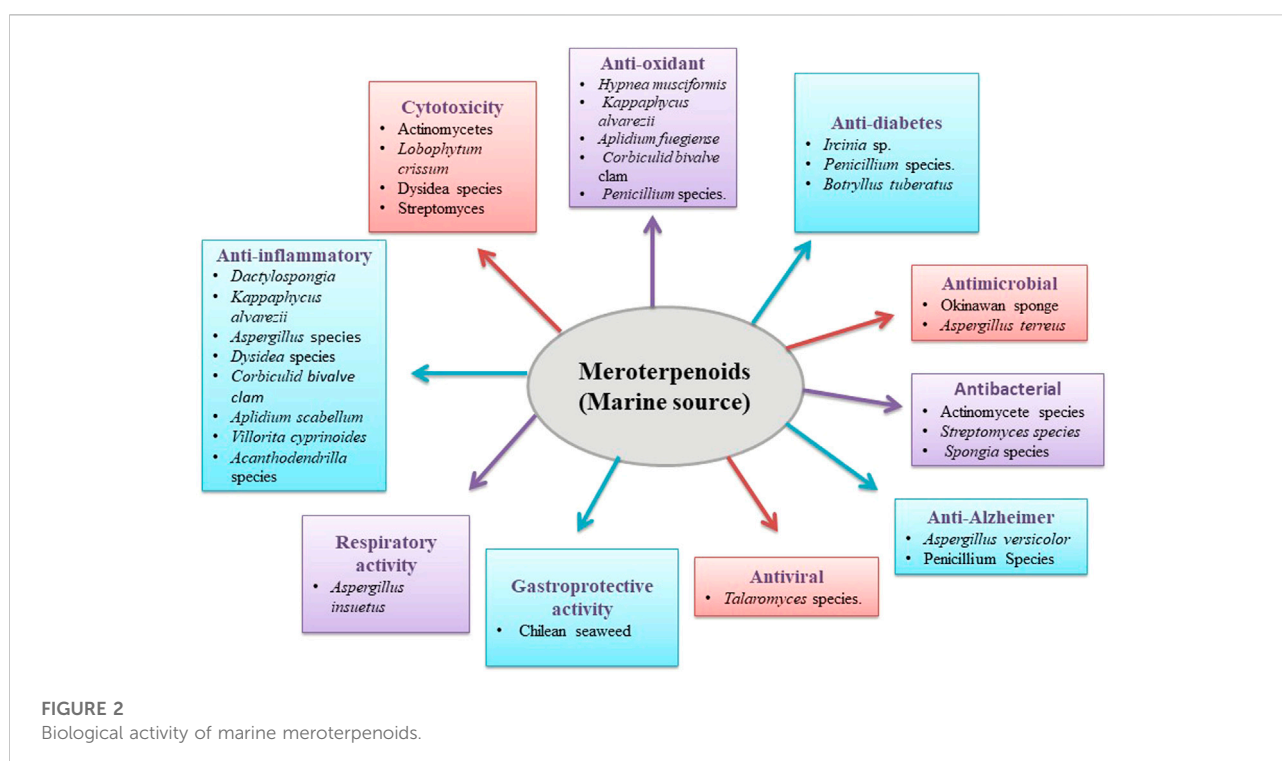 Anti-oxidant
• Hypnea musciformis
• Kappaphycus
alvarezii
• Aplidium fuegiense
• Corbiculid bivalve
clam
• Penicillium species.
Cytotoxicity
• Actinomycetes
• Lobophytum
crissum
• Dysidea species
• Streptomyces
Anti-diabetes
• Ircinia sp.
• Penicillium species.
• Botryllus tuberatus
Anti-inflammatory
• Dactylospongia
• Kappaphycus
alvarezii
• Aspergillus species
• Dysidea species
• Corbiculid bivalve
clam
• Aplidium scabellum
• Villorita cyprinoides
• Acanthodendrilla
species
Antimicrobial
• Okinawan sponge
• Aspergillus terreus
Meroterpenoids
(Marine source)
Antibacterial
• Actinomycete species
• Streptomyces species
• Spongia species
Anti-Alzheimer
• Aspergillus versicolor
• Penicillium Species
Respiratory
activity
• Aspergillus
insuetus
Gastroprotective
activity
• Chilean seaweed
Antiviral
• Talaromyces species.
FIGURE 2
Biological activity of marine meroterpenoids.